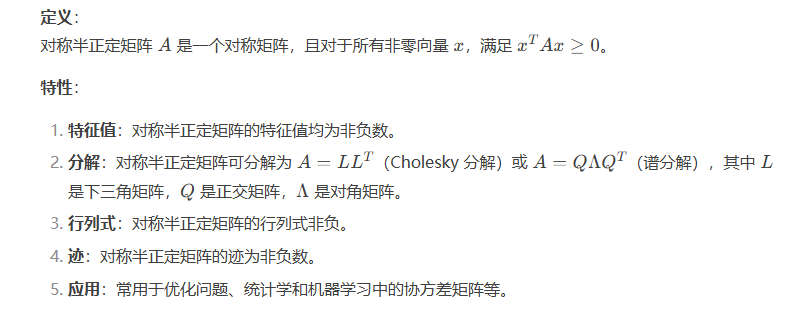 定义：
对称半正定矩阵 A 是一个对称矩阵，且对于所有非零向量 x，满足 x^T Ax ≥ 0。
特性：
1. 特征值：对称半正定矩阵的特征值均为非负数。
2. 分解：对称半正定矩阵可分解为 A = LL^T（Cholesky 分解）或 A = QΛQ^T（谱分解），其中 L
是下三角矩阵，Q 是正交矩阵，Λ 是对角矩阵。
3. 行列式：对称半正定矩阵的行列式非负。
4. 迹：对称半正定矩阵的迹为非负数。
5. 应用：常用于优化问题、统计学和机器学习中的协方差矩阵等。